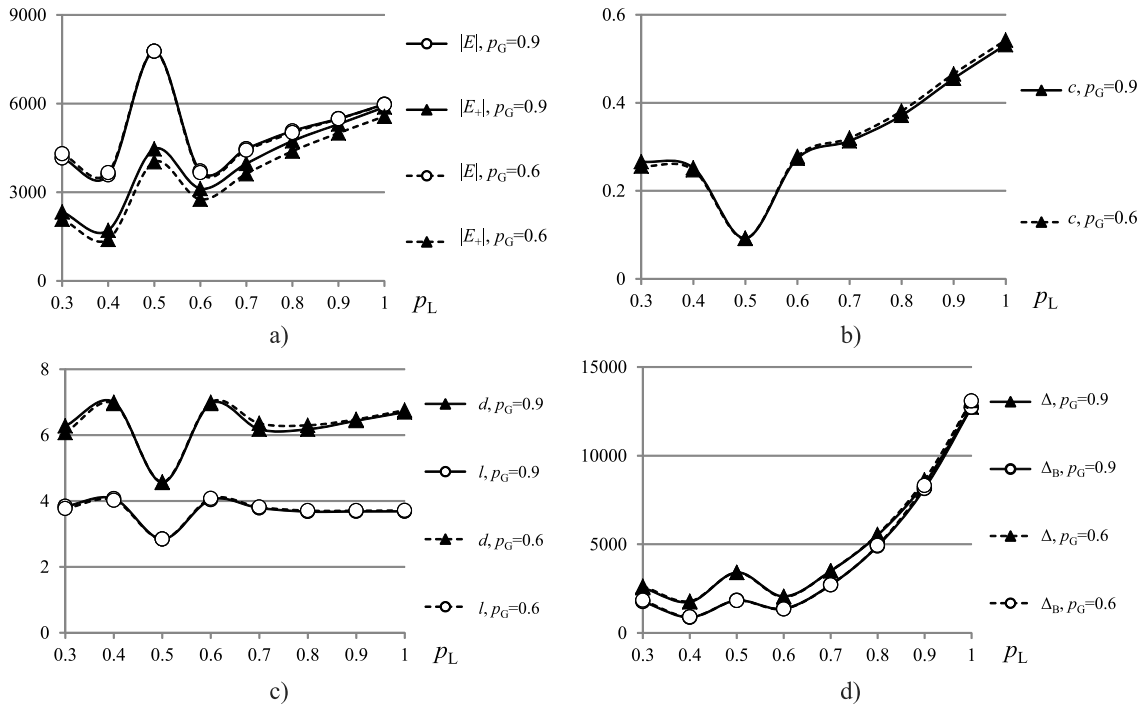 9000
6000
3000
0
0.3 0.4 0.5 0.6 0.7 0.8 0.9 1
pL
|E|, pG=0.9
|E+|, pG=0.9
|E|, pG=0.6
|E+|, pG=0.6
a)
0.6
0.4
0.2
0
0.3 0.4 0.5 0.6 0.7 0.8 0.9 1
pL
c, pG=0.9
c, pG=0.6
b)
8
6
4
2
0
0.3 0.4 0.5 0.6 0.7 0.8 0.9 1
pL
d, pG=0.9
l, pG=0.9
d, pG=0.6
l, pG=0.6
c)
15000
10000
5000
0
0.3 0.4 0.5 0.6 0.7 0.8 0.9 1
pL
Δ, pG=0.9
ΔB, pG=0.9
Δ, pG=0.6
ΔB, pG=0.6
d)